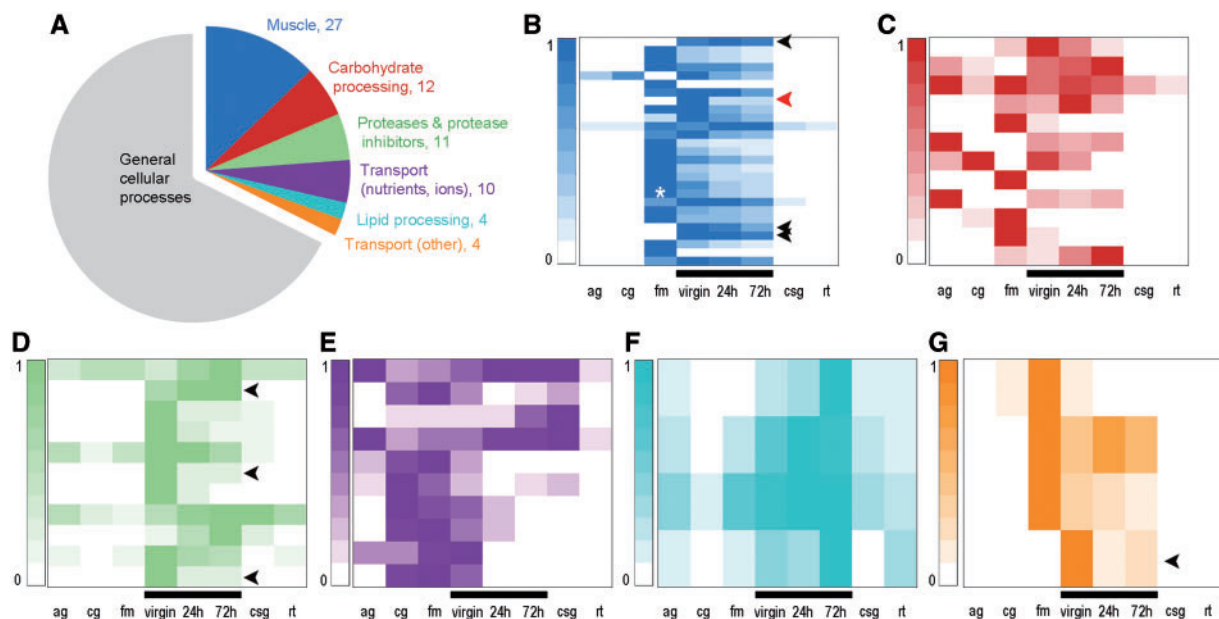 A
Muscle, 27
Carbohydrate
processing, 12
Proteases & protease
inhibitors, 11
Transport
(nutrients, ions), 10
Lipid processing, 4
Transport (other), 4
General
cellular
processes
B
1
0
*
ag cg fm virgin 24h 72h csg rt
C
1
0
ag cg fm virgin 24h 72h csg rt
D
1
0
ag cg fm virgin 24h 72h csg rt
E
1
0
ag cg fm virgin 24h 72h csg rt
F
1
0
ag cg fm virgin 24h 72h csg rt
G
1
0
ag cg fm virgin 24h 72h csg rt